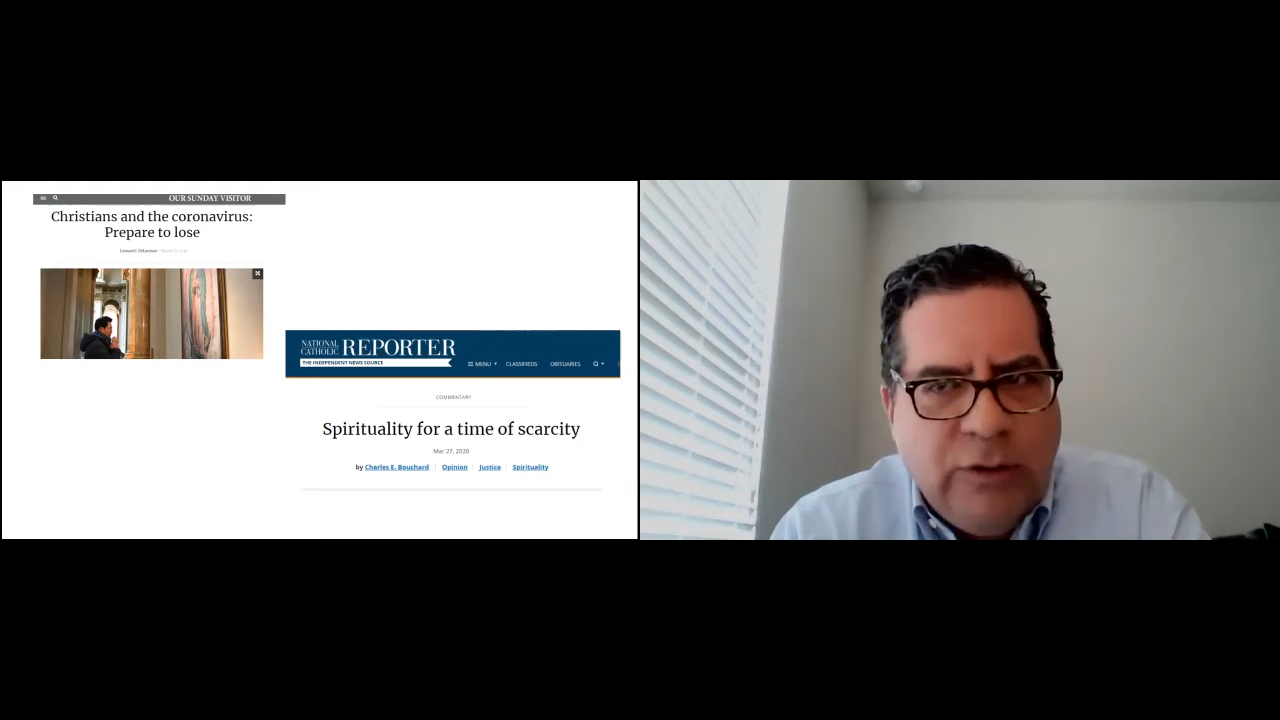 OUR SUNDAY VISITOR
Christians and the coronavirus:
Prepare to lose
NATIONAL
CATHOLIC REPORTER
THE INDEPENDENT NEWS SOURCE
MENU CLASSIFIEDS OBITUARIES
COMMENTARY
Spirituality for a time of scarcity
Mar 27, 2020
by Charles E. Bouchard | Opinion | Justice | Spirituality